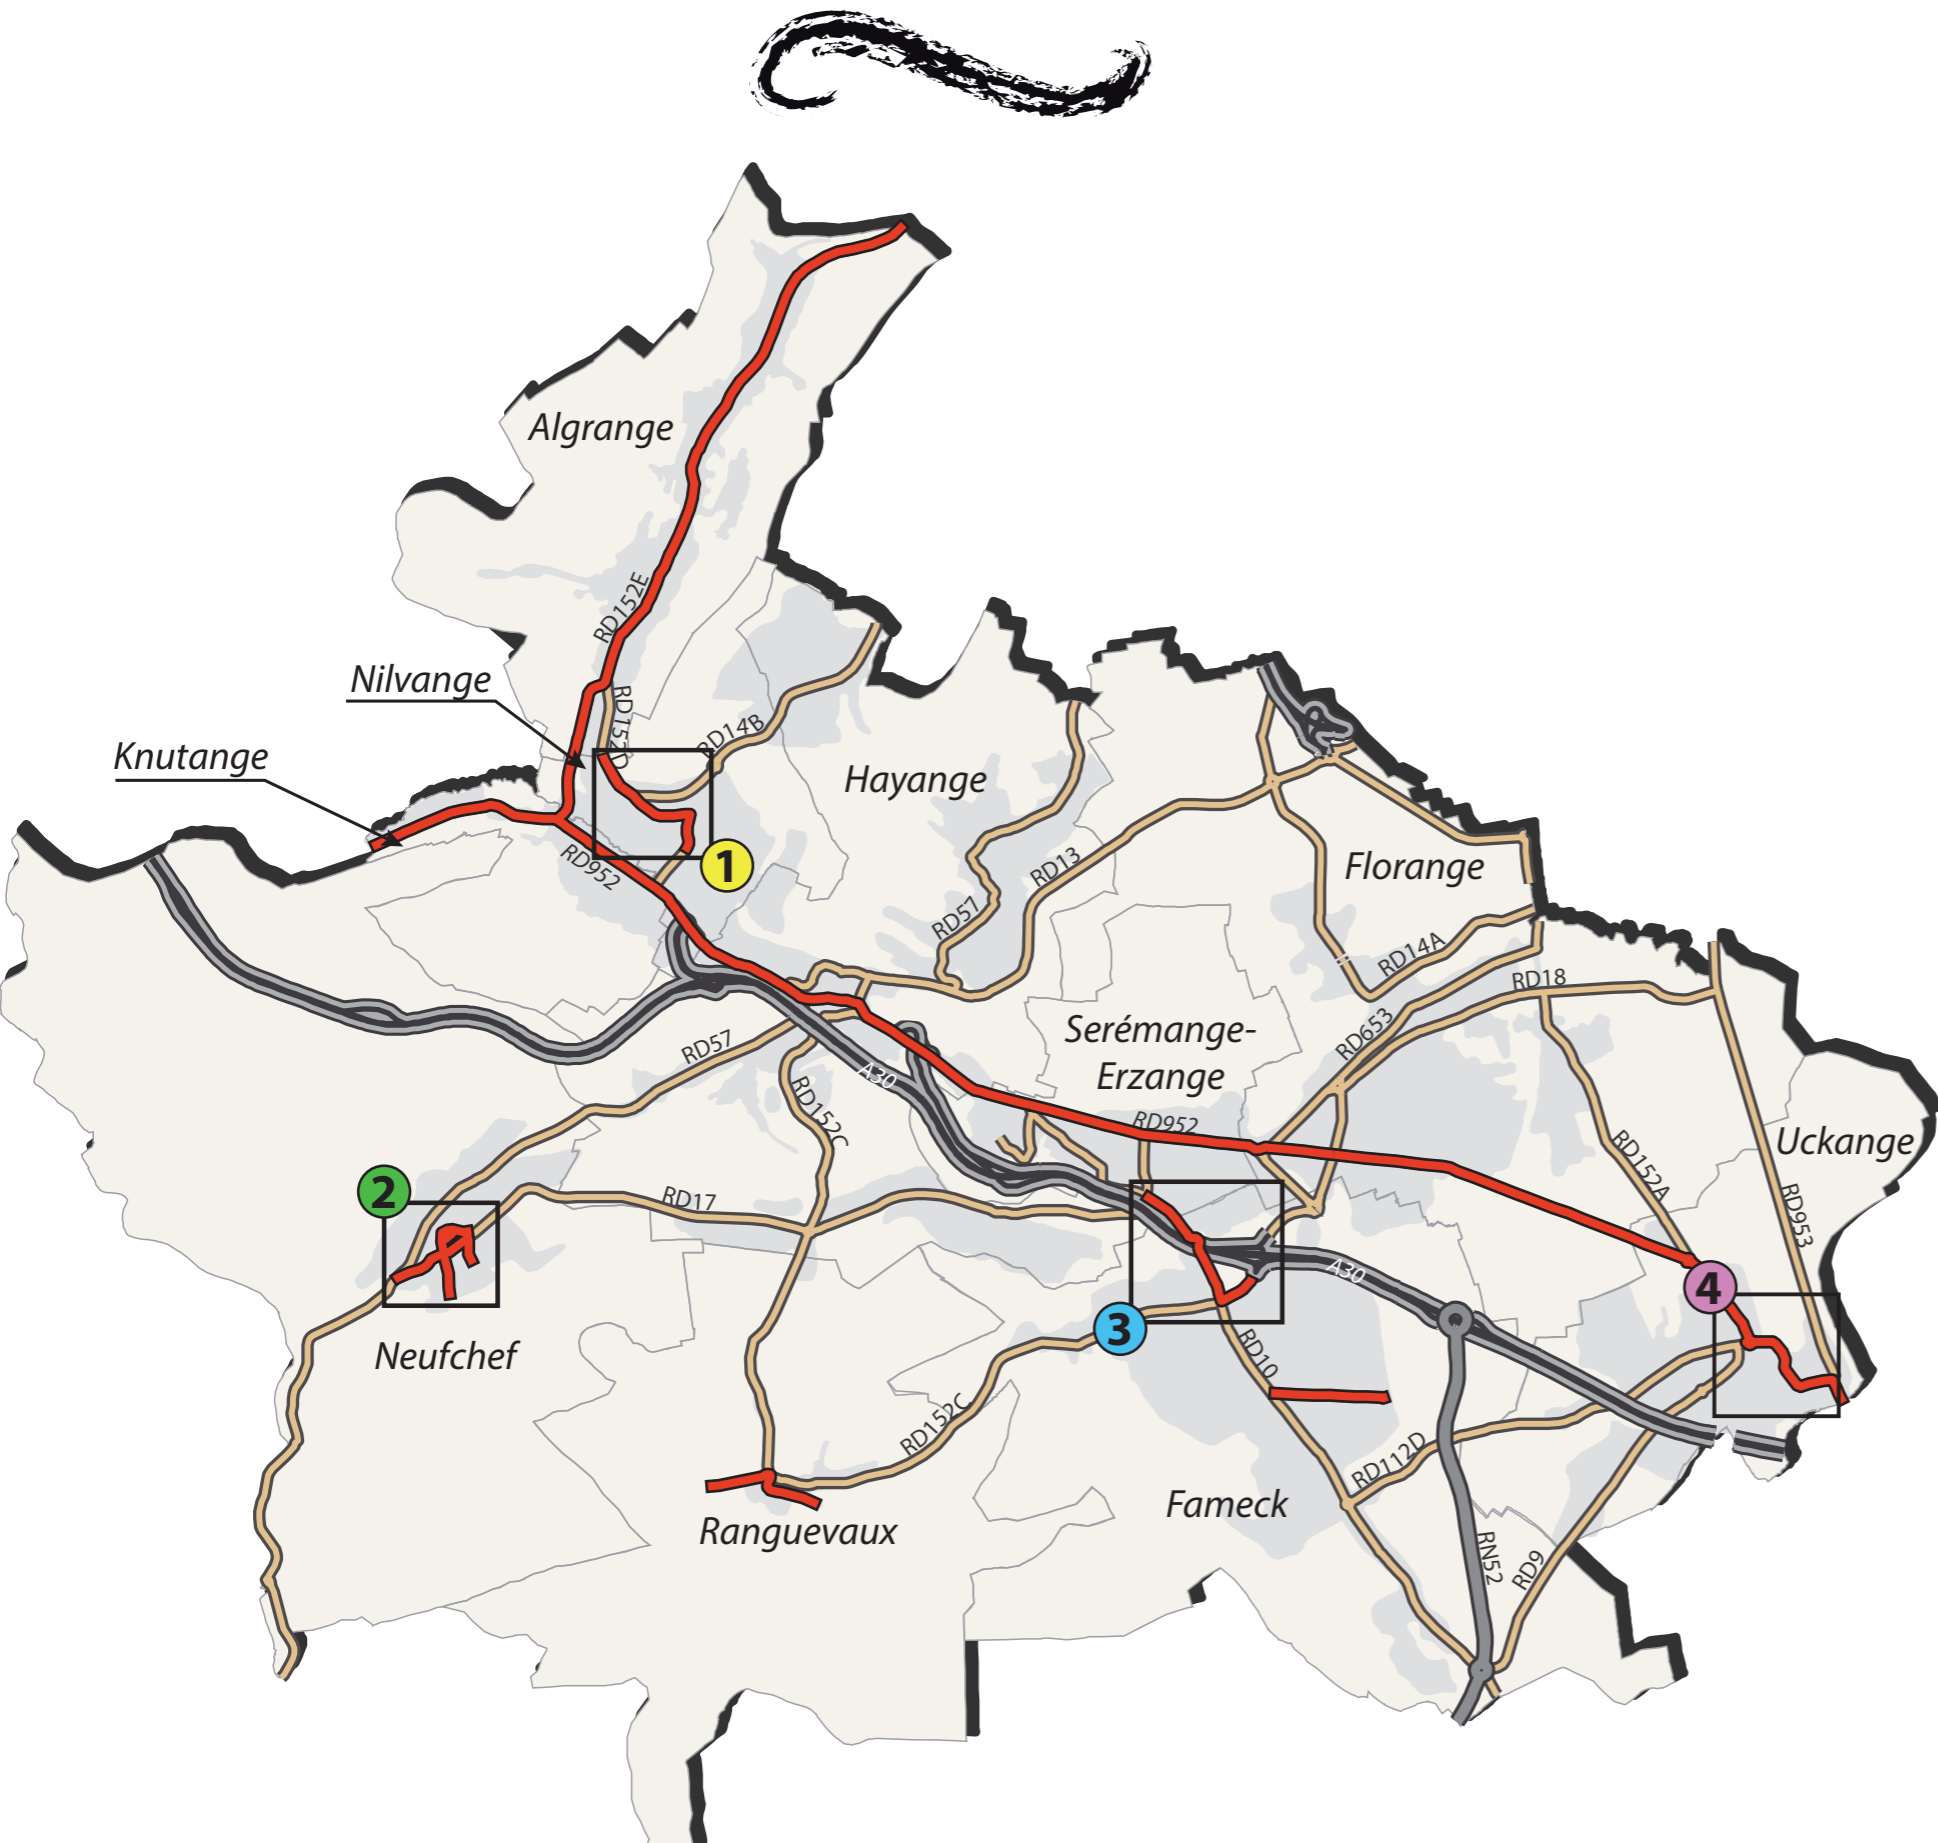 Algrange
RD152E
Nilvange
RD152D
RD14B
Knutange
Hayange
RD952
1
RD13
Florange
RD57
RD14A
RD18
Serémange-
Erzange
RD653
RD57
A30
RD152C
RD952
RD152A
Uckange
2
RD17
RD953
A30
4
3
Neufchef
RD10
RD152C
RD112D
Fameck
Ranguevaux
RN52
RD9